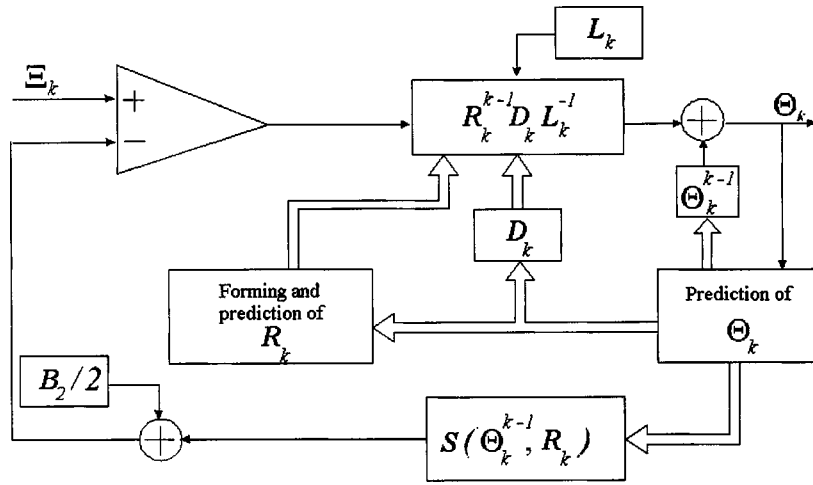 L_k
Ξ_k
+
−
R_k^{k-1} D_k L_k^{-1}
+
Θ_k
Θ_k^{k-1}
D_k
Forming and
prediction of
R_k
Prediction of
Θ_k
B_2/2
+
S(Θ_k^{k-1}, R_k)